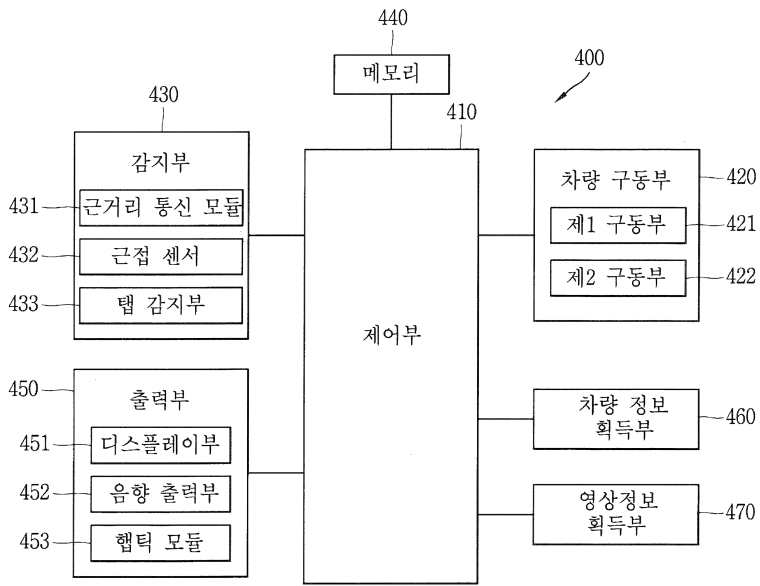 440
메모리
400
430
410
감지부
431
근거리 통신 모듈
432
근접 센서
433
탭 감지부
제어부
차량 구동부
420
제1 구동부
421
제2 구동부
422
450
출력부
451
디스플레이부
452
음향 출력부
453
햅틱 모듈
차량 정보
획득부
460
영상정보
획득부
470